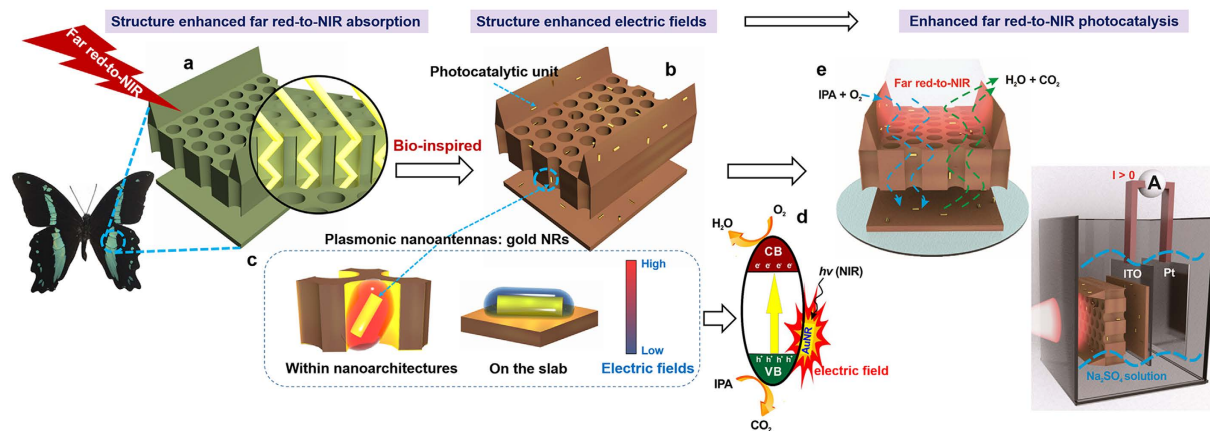 Structure enhanced far red-to-NIR absorption
Structure enhanced electric fields
Enhanced far red-to-NIR photocatalysis
Far red-to-NIR
a
Bio-inspired
Photocatalytic unit
b
e
Far red-to-NIR
IPA + O₂
H₂O + CO₂
Plasmonic nanoantennas: gold NRs
c
High
Low
Within nanoarchitectures
On the slab
Electric fields
d
O₂
H₂O
CB
e⁻ e⁻ e⁻ e⁻
hv (NIR)
AuNR
h⁺ h⁺ h⁺ h⁺
VB
electric field
IPA
CO₂
I > 0
A
ITO
Pt
Na₂SO₄ solution